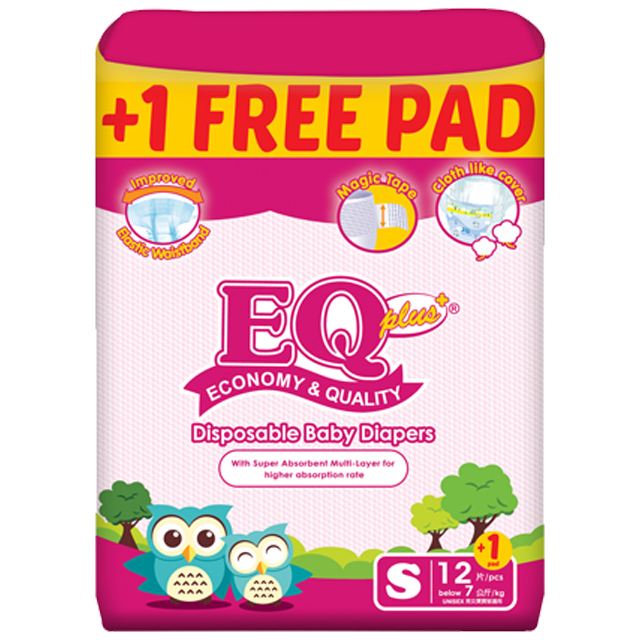 +1 FREE PAD
Improved
Elastic Waistband
Magic Tape
Cloth like cover
EQ plus+®
ECONOMY & QUALITY
Disposable Baby Diapers
With Super Absorbent Multi-Layer for
higher absorption rate
+1
pad
S
12 片/pcs
below 7 公斤/kg
UNISEX